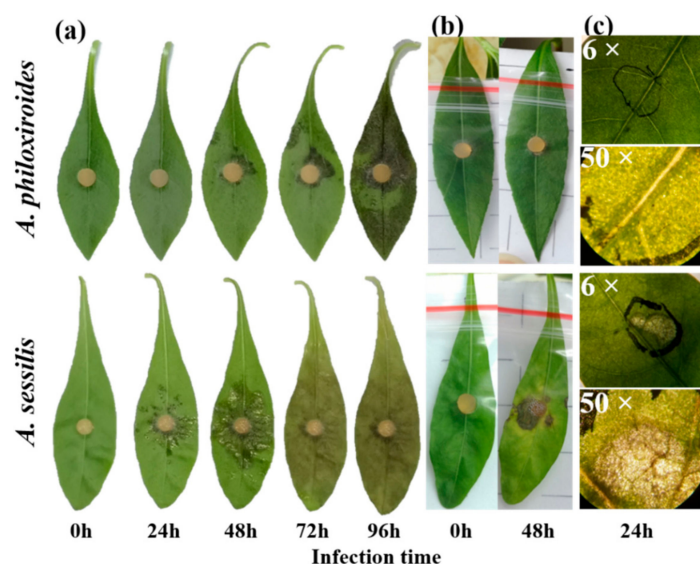 (a)
(b)
(c)
A. philoxiroides
6 ×
50 ×
A. sessilis
6 ×
50 ×
0h 24h 48h 72h 96h 0h 48h 24h
Infection time